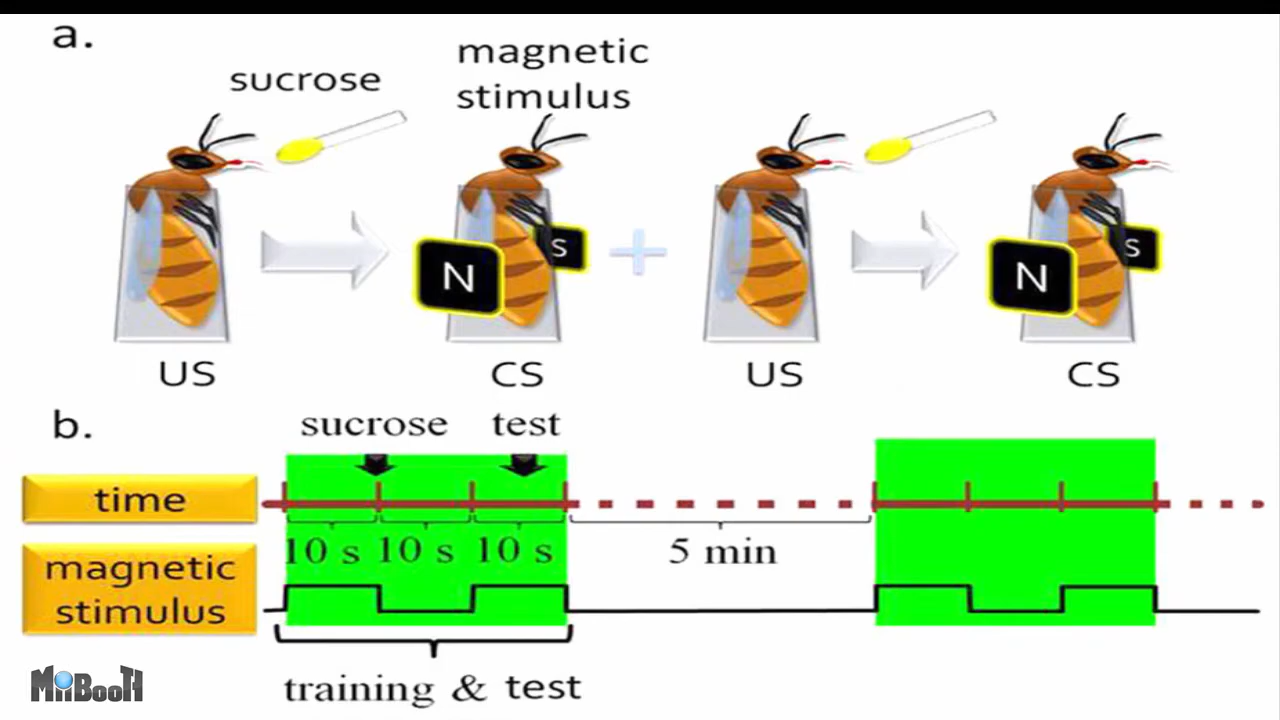 a.
sucrose
magnetic
stimulus
N
S
N
S
US
CS
US
CS
b.
sucrose
test
time
10 s
10 s
10 s
5 min
magnetic
stimulus
training & test
MiiBooTH